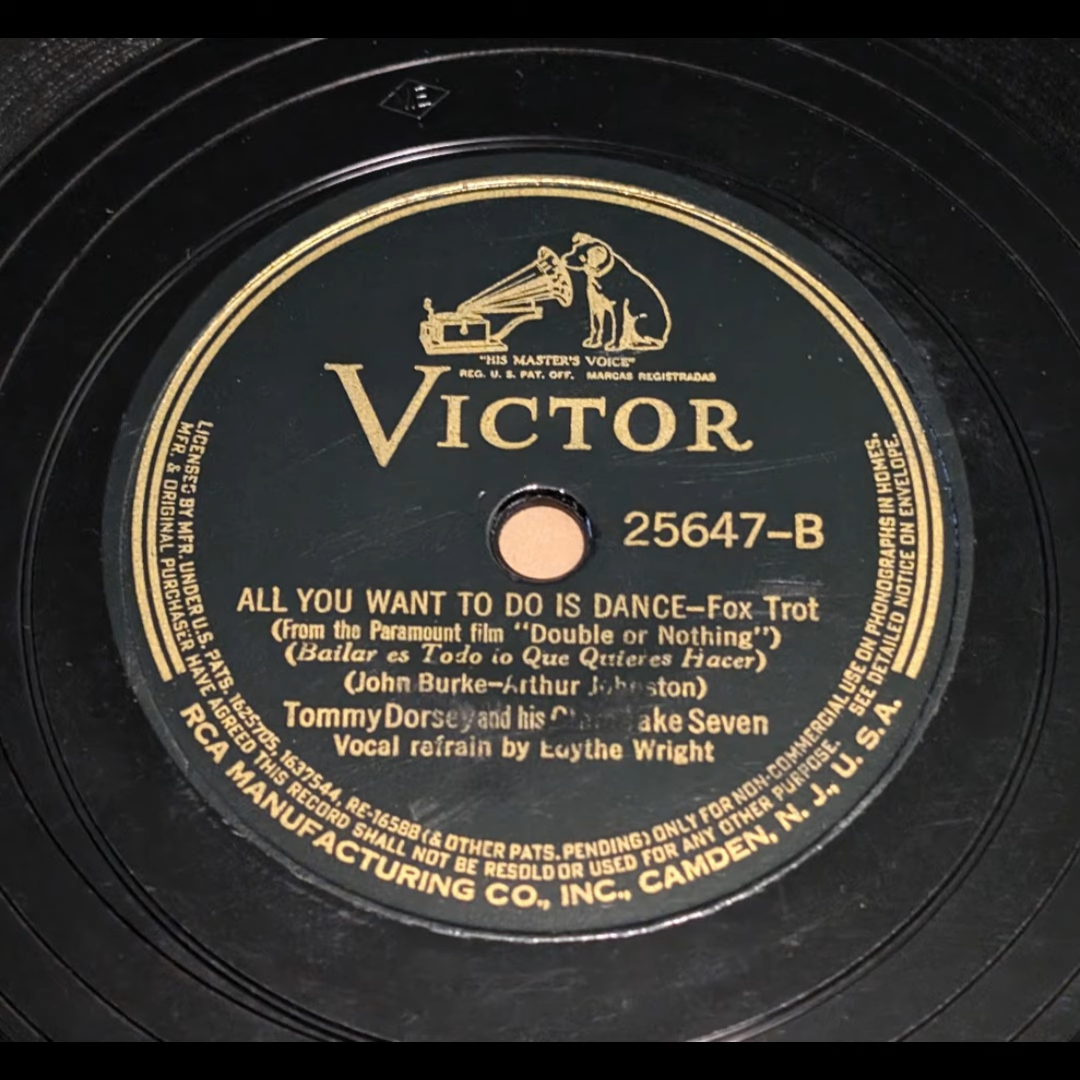 VE
"HIS MASTER'S VOICE"
REG. U. S. PAT. OFF. MARCAS REGISTRADAS
VICTOR
25647-B
ALL YOU WANT TO DO IS DANCE-Fox Trot
(From the Paramount film "Double or Nothing")
(Bailar es Todo lo Que Quieres Hacer)
(John Burke-Arthur Johnston)
Tommy Dorsey and his Seven
Vocal refrain by Edythe Wright
LICENSED BY MFR. UNDER U.S. PATS. 1625705, 1637544, RE-16588 (& OTHER PATS. PENDING) ONLY FOR NON-COMMERCIAL USE ON PHONOGRAPHS IN HOMES.
MFR. & ORIGINAL PURCHASER HAVE AGREED THIS RECORD SHALL NOT BE RESOLD OR USED FOR ANY OTHER PURPOSE. SEE DETAILED NOTICE ON ENVELOPE.
RCA MANUFACTURING CO., INC., CAMDEN, N. J., U. S. A.